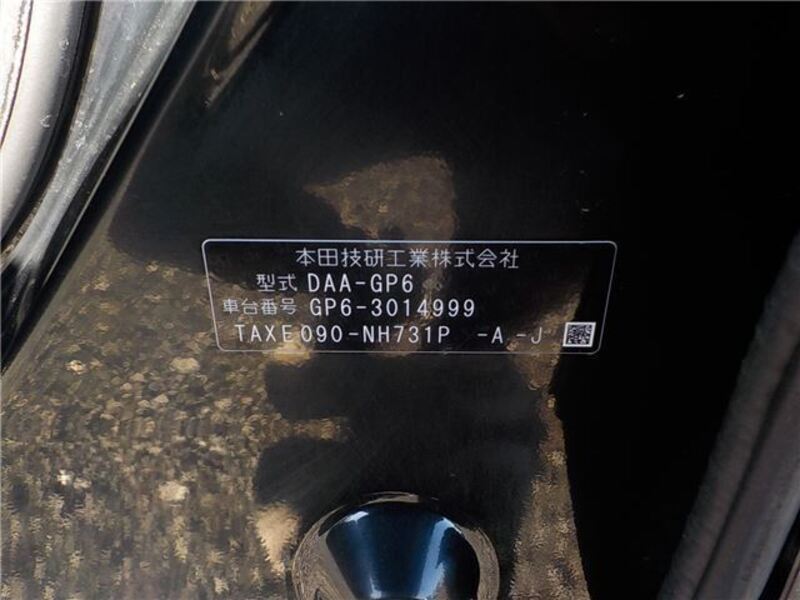 本田技研工業株式会社
型式 DAA-GP6
車台番号 GP6-3014999
TAXE090-NH731P -A -J